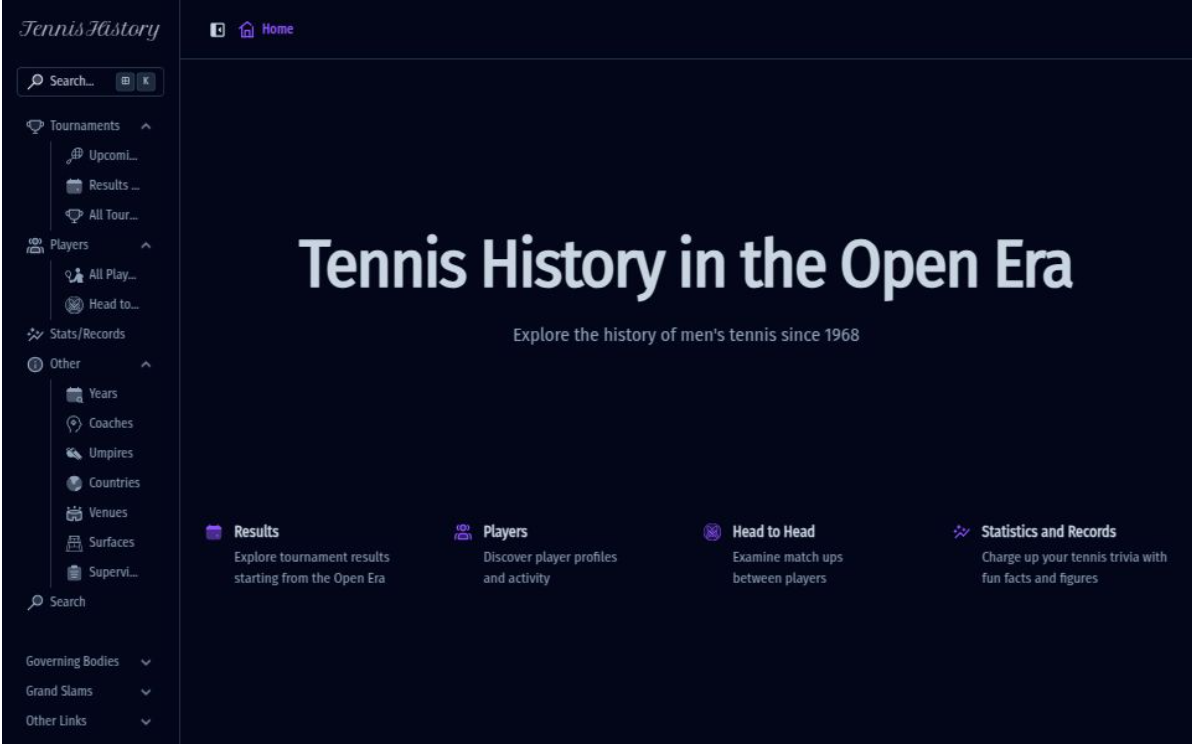 Tennis History
Home
Search...
K
Tournaments
Upcomi...
Results ...
All Tour...
Players
All Play...
Head to...
Stats/Records
Other
Years
Coaches
Umpires
Countries
Venues
Surfaces
Supervi...
Search
Governing Bodies
Grand Slams
Other Links
Tennis History in the Open Era
Explore the history of men's tennis since 1968
Results
Explore tournament results
starting from the Open Era
Players
Discover player profiles
and activity
Head to Head
Examine match ups
between players
Statistics and Records
Charge up your tennis trivia with
fun facts and figures